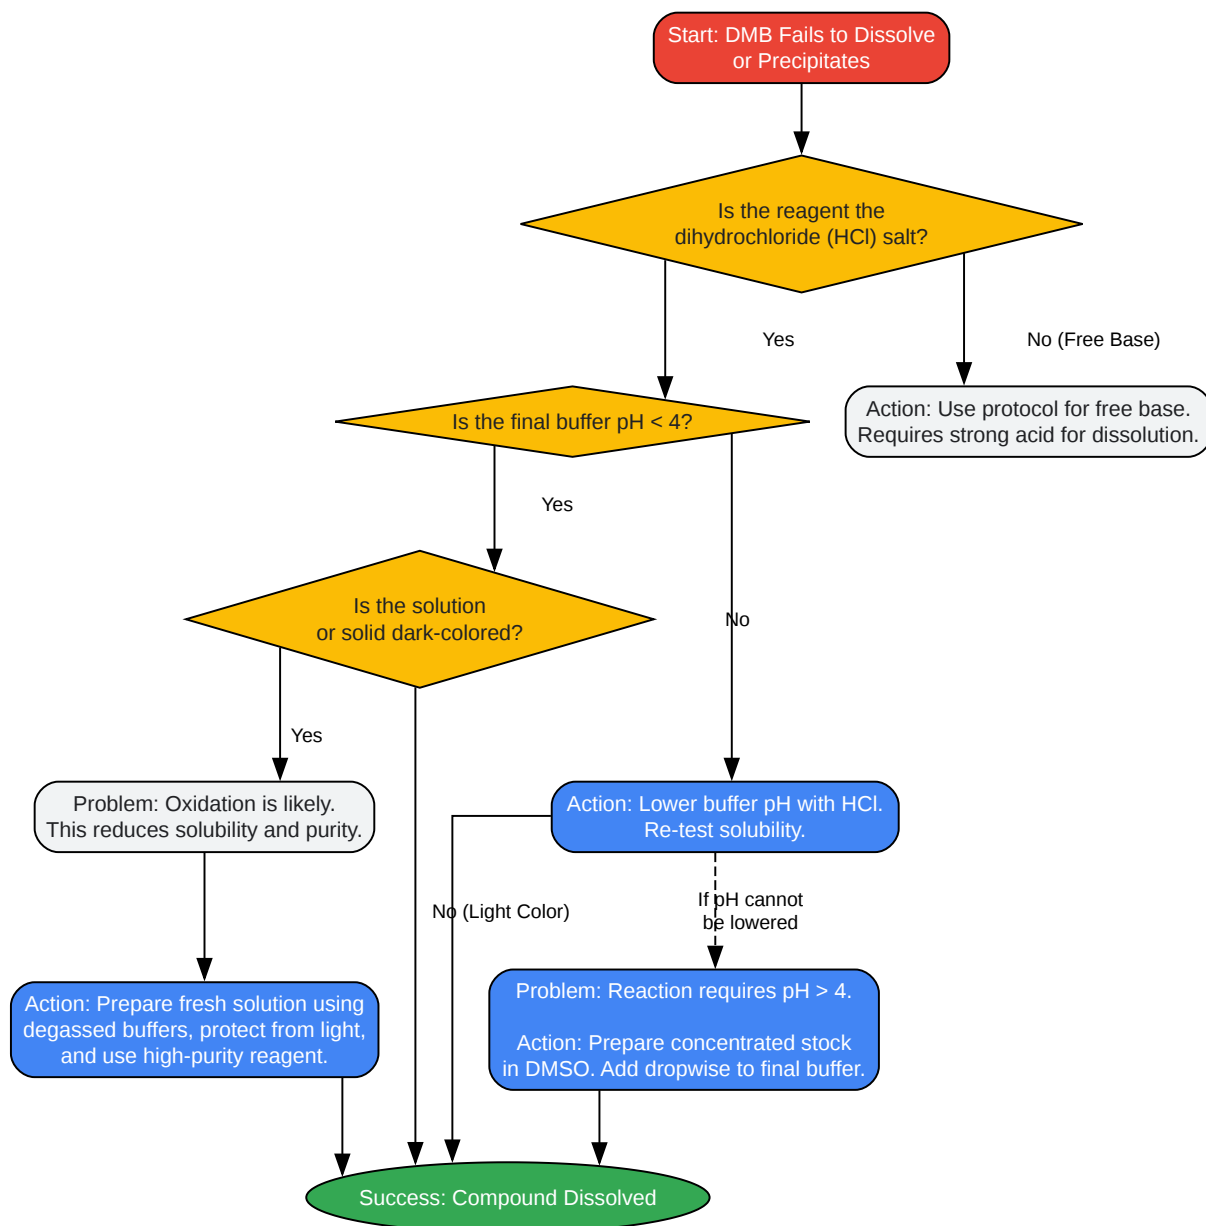 Start: DMB Fails to Dissolve
or Precipitates
Is the reagent the
dihydrochloride (HCl) salt?
Yes
No (Free Base)
Is the final buffer pH < 4?
Action: Use protocol for free base.
Requires strong acid for dissolution.
Yes
Is the solution
or solid dark-colored?
No
Yes
Problem: Oxidation is likely.
This reduces solubility and purity.
Action: Lower buffer pH with HCl.
Re-test solubility.
No (Light Color)
If pH cannot
be lowered
Action: Prepare fresh solution using
degassed buffers, protect from light,
and use high-purity reagent.
Problem: Reaction requires pH > 4.
Action: Prepare concentrated stock
in DMSO. Add dropwise to final buffer.
Success: Compound Dissolved